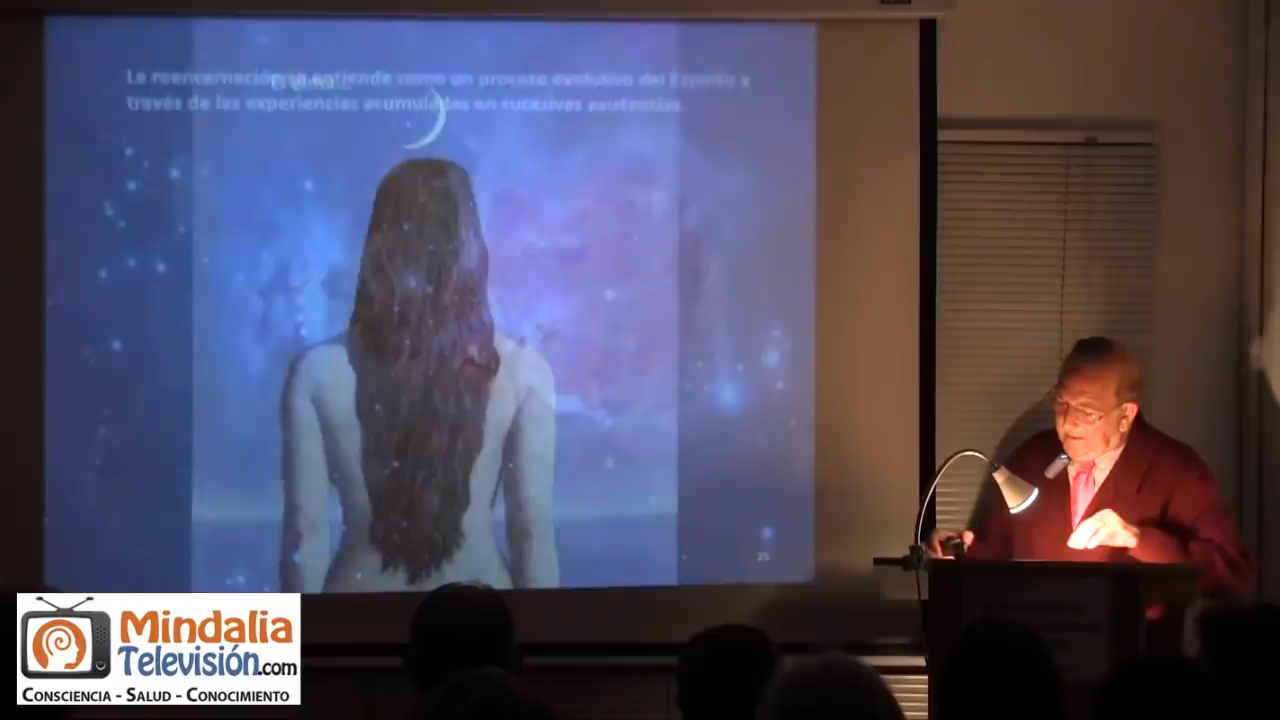 La reencarnación se entiende como un proceso evolutivo del Espíritu a
través de las experiencias acumuladas en sucesivas existencias.
25
Mindalia
Televisión.com
CONSCIENCIA - SALUD - CONOCIMIENTO